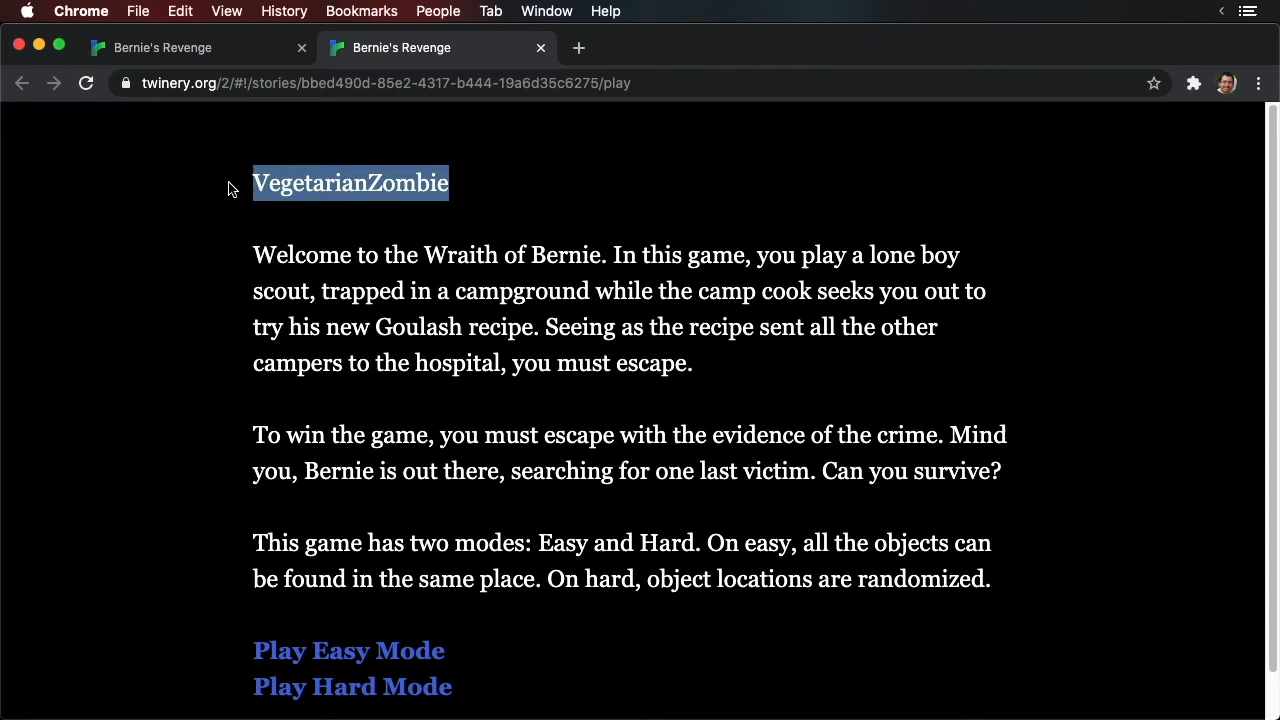 Chrome File Edit View History Bookmarks People Tab Window Help
Bernie's Revenge
Bernie's Revenge
twinery.org/2/#!/stories/bbed490d-85e2-4317-b444-19a6d35c6275/play
VegetarianZombie
Welcome to the Wraith of Bernie. In this game, you play a lone boy
scout, trapped in a campground while the camp cook seeks you out to
try his new Goulash recipe. Seeing as the recipe sent all the other
campers to the hospital, you must escape.
To win the game, you must escape with the evidence of the crime. Mind
you, Bernie is out there, searching for one last victim. Can you survive?
This game has two modes: Easy and Hard. On easy, all the objects can
be found in the same place. On hard, object locations are randomized.
Play Easy Mode
Play Hard Mode